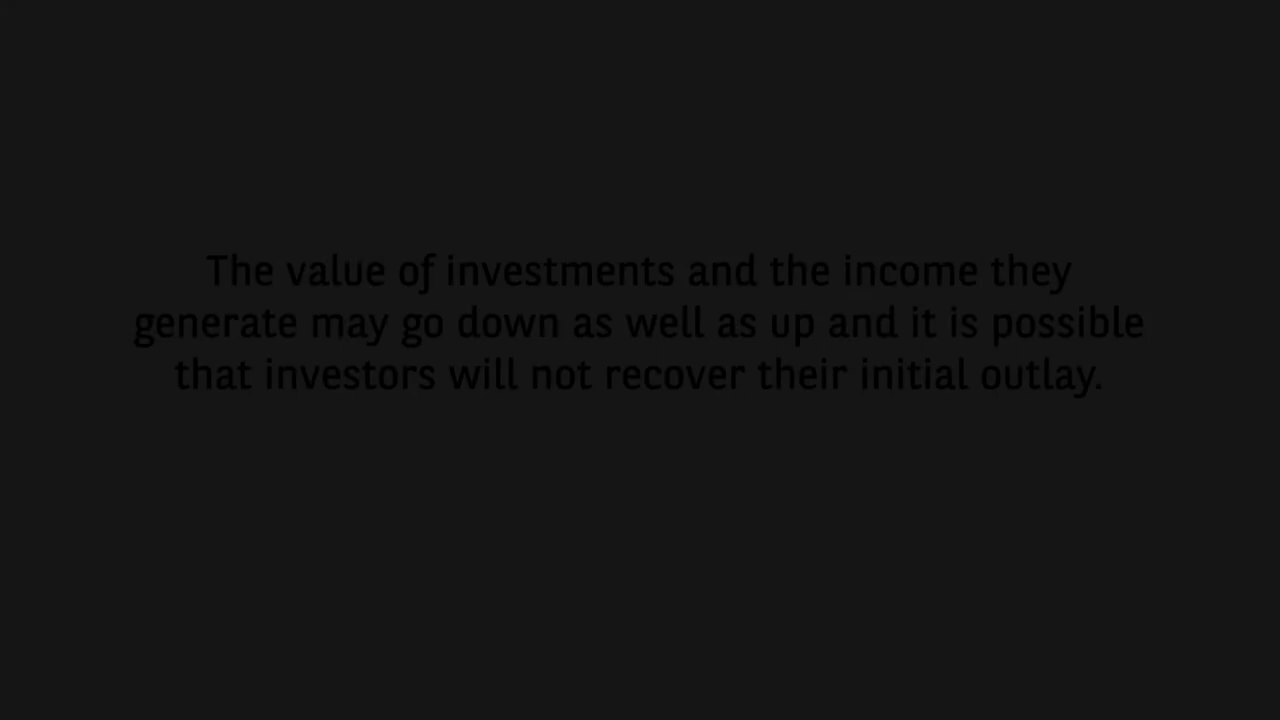 The value of investments and the income they
generate may go down as well as up and it is possible
that investors will not recover their initial outlay.